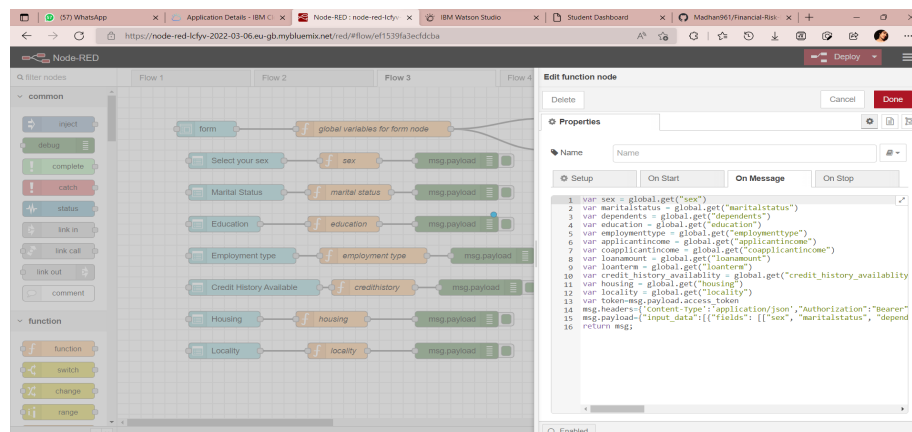 (57) WhatsApp
Application Details - IBM Cl
Node-RED : node-red-lcfyv-
IBM Watson Studio
Student Dashboard
Madhan961/Financial-Risk-
https://node-red-lcfyv-2022-03-06.eu-gb.mybluemix.net/red/#flow/ef1539fa3ecfdcba
Node-RED
Deploy
filter nodes
Flow 1
Flow 2
Flow 3
Flow 4
Edit function node
common
Delete
Cancel
Done
inject
debug
complete
catch
status
link in
link call
link out
comment
function
function
switch
change
range
form
global variables for form node
Select your sex
sex
msg.payload
Marital Status
marital status
msg.payload
Education
education
msg.payload
Employment type
employment type
msg.payload
Credit History Available
credithistory
msg.payload
Housing
housing
msg.payload
Locality
locality
msg.payload
Properties
Name
Name
Setup
On Start
On Message
On Stop
1 var sex = global.get("sex")
2 var maritalstatus = global.get("maritalstatus")
3 var dependents = global.get("dependents")
4 var education = global.get("education")
5 var employmenttype = global.get("employmenttype")
6 var applicantincome = global.get("applicantincome")
7 var coapplicantincome = global.get("coapplicantincome")
8 var loanamount = global.get("loanamount")
9 var loanterm = global.get("loanterm")
10 var credit_history_availablity = global.get("credit_history_availablity
11 var housing = global.get("housing")
12 var locality = global.get("locality")
13 var token=msg.payload.access_token
14 msg.headers={'Content-Type':'application/json',"Authorization":"Bearer"
15 msg.payload={"input_data":[{"fields": [["sex", "maritalstatus", "depend
16 return msg;
Enabled